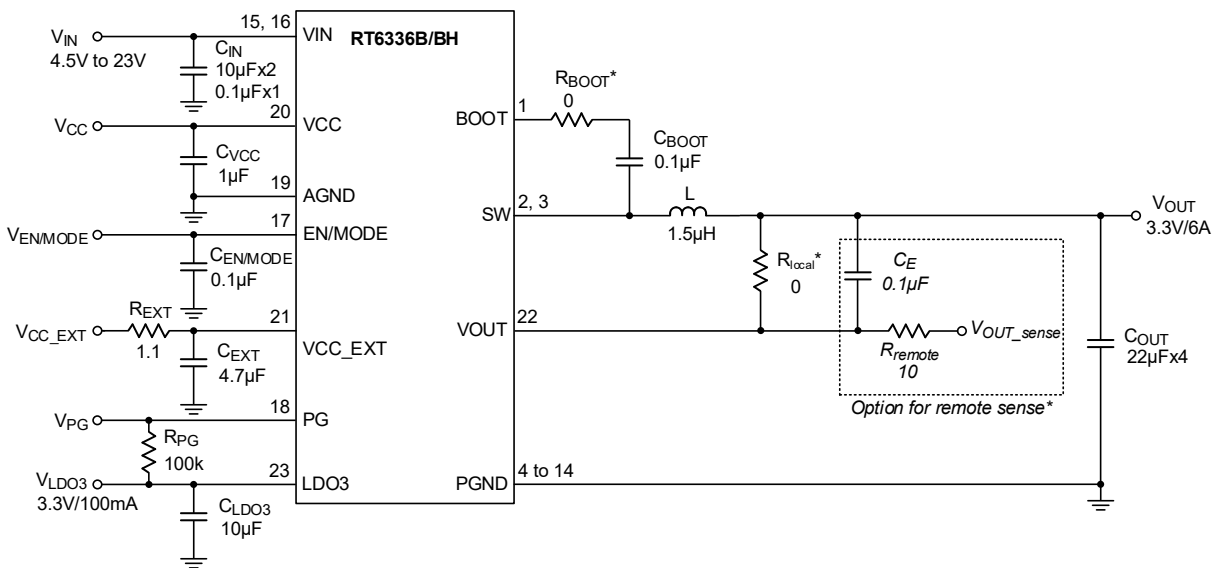 15, 16
VIN
RT6336B/BH
VIN
4.5V to 23V
CIN
10µFx2
0.1µFx1
RBOOT*
0
1
BOOT
20
VCC
VCC
CBOOT
0.1µF
CVCC
1µF
19
AGND
2, 3
SW
L
1.5µH
VOUT
3.3V/6A
17
VEN/MODE
EN/MODE
CEN/MODE
0.1µF
Rlocal*
0
CE
0.1µF
REXT
1.1
21
VCC_EXT
VCC_EXT
VOUT
22
VOUT_sense
CEXT
4.7µF
Rremote
10
COUT
22µFx4
Option for remote sense*
18
VPG
PG
RPG
100k
23
VLDO3
3.3V/100mA
LDO3
4 to 14
PGND
CLDO3
10µF